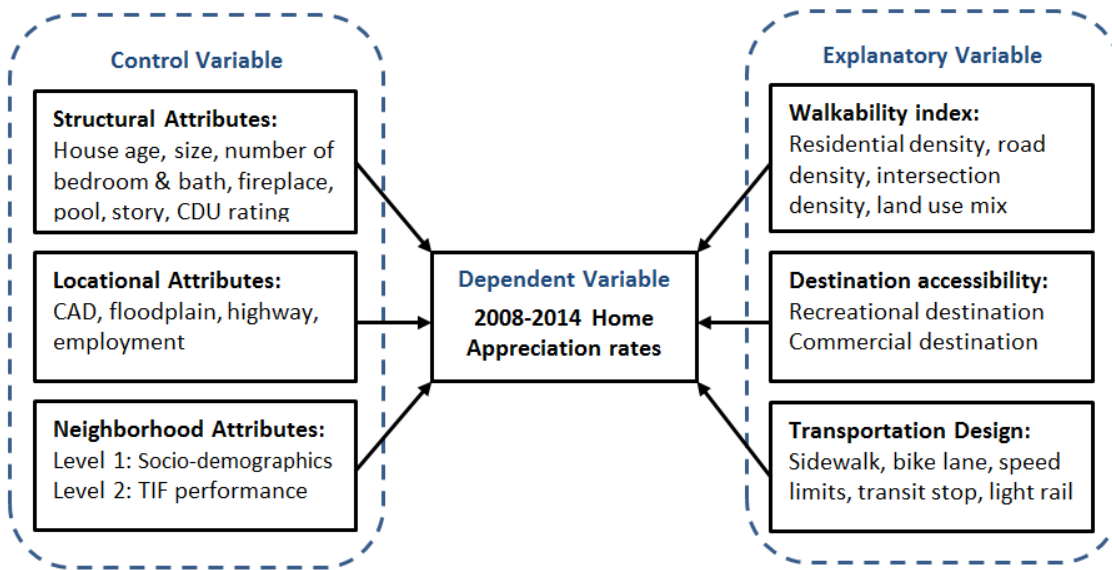 Control Variable
Structural Attributes:
House age, size, number of
bedroom & bath, fireplace,
pool, story, CDU rating
Locational Attributes:
CAD, floodplain, highway,
employment
Neighborhood Attributes:
Level 1: Socio-demographics
Level 2: TIF performance
Dependent Variable
2008-2014 Home
Appreciation rates
Explanatory Variable
Walkability index:
Residential density, road
density, intersection
density, land use mix
Destination accessibility:
Recreational destination
Commercial destination
Transportation Design:
Sidewalk, bike lane, speed
limits, transit stop, light rail